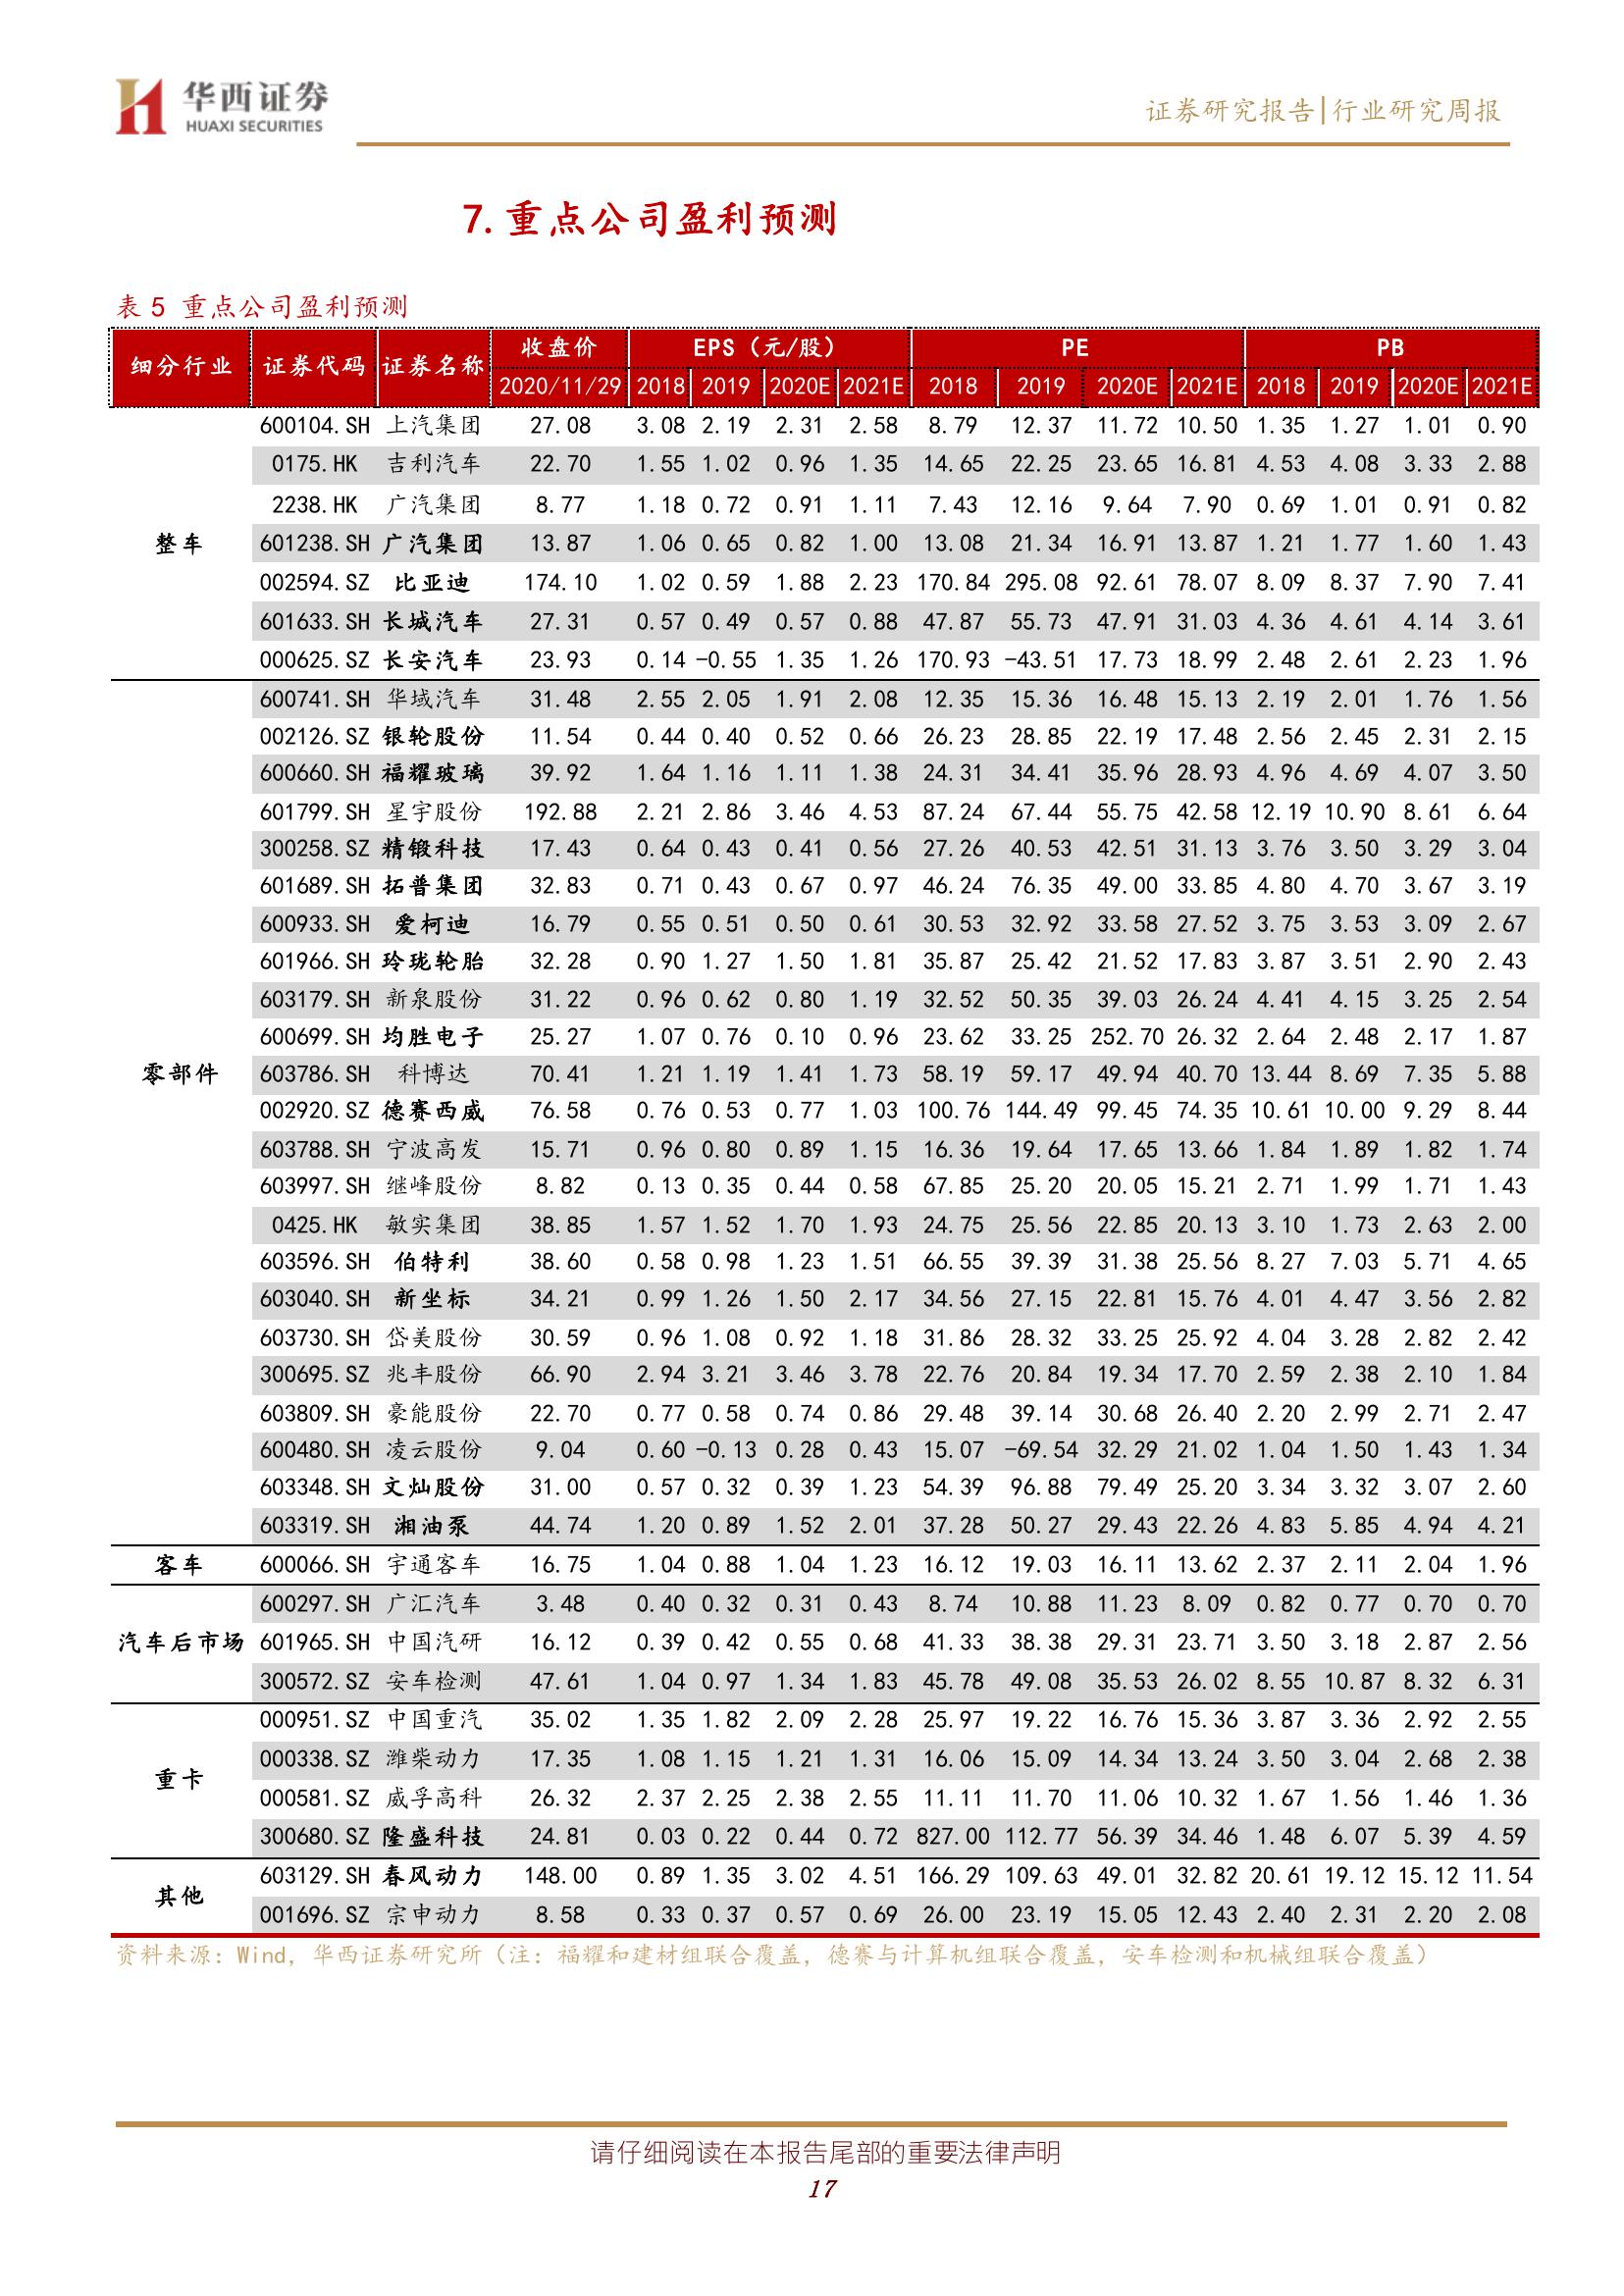 华西证券
HUAXI SECURITIES
证券研究报告|行业研究周报
7.重点公司盈利预测
表 5 重点公司盈利预测
细分行业 证券代码 证券名称 收盘价 EPS（元/股） PE PB
2020/11/29 2018 2019 2020E 2021E 2018 2019 2020E 2021E 2018 2019 2020E 2021E
600104.SH 上汽集团 27.08 3.08 2.19 2.31 2.58 8.79 12.37 11.72 10.50 1.35 1.27 1.01 0.90
0175.HK 吉利汽车 22.70 1.55 1.02 0.96 1.35 14.65 22.25 23.65 16.81 4.53 4.08 3.33 2.88
2238.HK 广汽集团 8.77 1.18 0.72 0.91 1.11 7.43 12.16 9.64 7.90 0.69 1.01 0.91 0.82
整车 601238.SH 广汽集团 13.87 1.06 0.65 0.82 1.00 13.08 21.34 16.91 13.87 1.21 1.77 1.60 1.43
002594.SZ 比亚迪 174.10 1.02 0.59 1.88 2.23 170.84 295.08 92.61 78.07 8.09 8.37 7.90 7.41
601633.SH 长城汽车 27.31 0.57 0.49 0.57 0.88 47.87 55.73 47.91 31.03 4.36 4.61 4.14 3.61
000625.SZ 长安汽车 23.93 0.14 -0.55 1.35 1.26 170.93 -43.51 17.73 18.99 2.48 2.61 2.23 1.96
600741.SH 华域汽车 31.48 2.55 2.05 1.91 2.08 12.35 15.36 16.48 15.13 2.19 2.01 1.76 1.56
002126.SZ 银轮股份 11.54 0.44 0.40 0.52 0.66 26.23 28.85 22.19 17.48 2.56 2.45 2.31 2.15
600660.SH 福耀玻璃 39.92 1.64 1.16 1.11 1.38 24.31 34.41 35.96 28.93 4.96 4.69 4.07 3.50
601799.SH 星宇股份 192.88 2.21 2.86 3.46 4.53 87.24 67.44 55.75 42.58 12.19 10.90 8.61 6.64
300258.SZ 精锻科技 17.43 0.64 0.43 0.41 0.56 27.26 40.53 42.51 31.13 3.76 3.50 3.29 3.04
601689.SH 拓普集团 32.83 0.71 0.43 0.67 0.97 46.24 76.35 49.00 33.85 4.80 4.70 3.67 3.19
600933.SH 爱柯迪 16.79 0.55 0.51 0.50 0.61 30.53 32.92 33.58 27.52 3.75 3.53 3.09 2.67
601966.SH 玲珑轮胎 32.28 0.90 1.27 1.50 1.81 35.87 25.42 21.52 17.83 3.87 3.51 2.90 2.43
603179.SH 新泉股份 31.22 0.96 0.62 0.80 1.19 32.52 50.35 39.03 26.24 4.41 4.15 3.25 2.54
600699.SH 均胜电子 25.27 1.07 0.76 0.10 0.96 23.62 33.25 252.70 26.32 2.64 2.48 2.17 1.87
零部件 603786.SH 科博达 70.41 1.21 1.19 1.41 1.73 58.19 59.17 49.94 40.70 13.44 8.69 7.35 5.88
002920.SZ 德赛西威 76.58 0.76 0.53 0.77 1.03 100.76 144.49 99.45 74.35 10.61 10.00 9.29 8.44
603788.SH 宁波高发 15.71 0.96 0.80 0.89 1.15 16.36 19.64 17.65 13.66 1.84 1.89 1.82 1.74
603997.SH 继峰股份 8.82 0.13 0.35 0.44 0.58 67.85 25.20 20.05 15.21 2.71 1.99 1.71 1.43
0425.HK 敏实集团 38.85 1.57 1.52 1.70 1.93 24.75 25.56 22.85 20.13 3.10 1.73 2.63 2.00
603596.SH 伯特利 38.60 0.58 0.98 1.23 1.51 66.55 39.39 31.38 25.56 8.27 7.03 5.71 4.65
603040.SH 新坐标 34.21 0.99 1.26 1.50 2.17 34.56 27.15 22.81 15.76 4.01 4.47 3.56 2.82
603730.SH 岱美股份 30.59 0.96 1.08 0.92 1.18 31.86 28.32 33.25 25.92 4.04 3.28 2.82 2.42
300695.SZ 兆丰股份 66.90 2.94 3.21 3.46 3.78 22.76 20.84 19.34 17.70 2.59 2.38 2.10 1.84
603809.SH 豪能股份 22.70 0.77 0.58 0.74 0.86 29.48 39.14 30.68 26.40 2.20 2.99 2.71 2.47
600480.SH 凌云股份 9.04 0.60 -0.13 0.28 0.43 15.07 -69.54 32.29 21.02 1.04 1.50 1.43 1.34
603348.SH 文灿股份 31.00 0.57 0.32 0.39 1.23 54.39 96.88 79.49 25.20 3.34 3.32 3.07 2.60
603319.SH 湘油泵 44.74 1.20 0.89 1.52 2.01 37.28 50.27 29.43 22.26 4.83 5.85 4.94 4.21
客车 600066.SH 宇通客车 16.75 1.04 0.88 1.04 1.23 16.12 19.03 16.11 13.62 2.37 2.11 2.04 1.96
600297.SH 广汇汽车 3.48 0.40 0.32 0.31 0.43 8.74 10.88 11.23 8.09 0.82 0.77 0.70 0.70
汽车后市场 601965.SH 中国汽研 16.12 0.39 0.42 0.55 0.68 41.33 38.38 29.31 23.71 3.50 3.18 2.87 2.56
300572.SZ 安车检测 47.61 1.04 0.97 1.34 1.83 45.78 49.08 35.53 26.02 8.55 10.87 8.32 6.31
000951.SZ 中国重汽 35.02 1.35 1.82 2.09 2.28 25.97 19.22 16.76 15.36 3.87 3.36 2.92 2.55
000338.SZ 潍柴动力 17.35 1.08 1.15 1.21 1.31 16.06 15.09 14.34 13.24 3.50 3.04 2.68 2.38
重卡
000581.SZ 威孚高科 26.32 2.37 2.25 2.38 2.55 11.11 11.70 11.06 10.32 1.67 1.56 1.46 1.36
300680.SZ 隆盛科技 24.81 0.03 0.22 0.44 0.72 827.00 112.77 56.39 34.46 1.48 6.07 5.39 4.59
603129.SH 春风动力 148.00 0.89 1.35 3.02 4.51 166.29 109.63 49.01 32.82 20.61 19.12 15.12 11.54
其他
001696.SZ 宗申动力 8.58 0.33 0.37 0.57 0.69 26.00 23.19 15.05 12.43 2.40 2.31 2.20 2.08
资料来源：Wind，华西证券研究所（注：福耀和建材组联合覆盖，德赛与计算机组联合覆盖，安车检测和机械组联合覆盖）
请仔细阅读在本报告尾部的重要法律声明
17